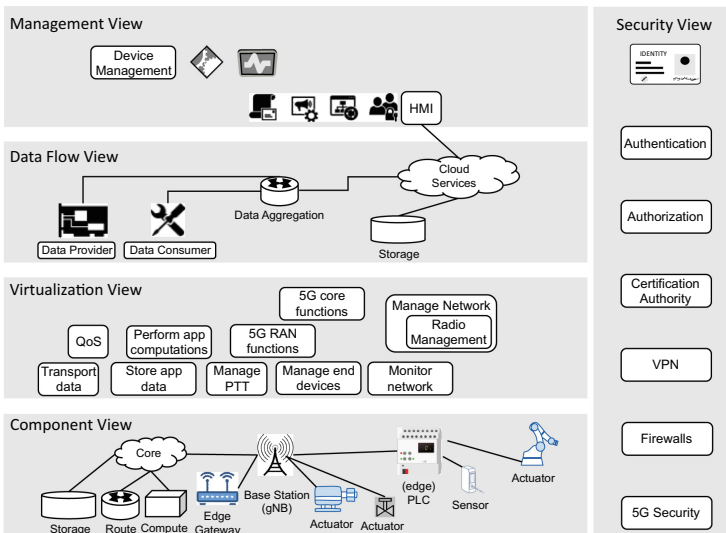 Management View
Device
Management
HMI
Data Flow View
Cloud
Services
Data Aggregation
Data Provider
Data Consumer
Storage
Virtualization View
5G core
functions
Manage Network
Radio
Management
QoS
Perform app
computations
5G RAN
functions
Transport
data
Store app
data
Manage
PTT
Manage end
devices
Monitor
network
Component View
Core
Storage
Route
Compute
Edge
Gateway
Base Station
(gNB)
Actuator
Actuator
(edge)
PLC
Sensor
Actuator
Security View
IDENTITY
Authentication
Authorization
Certification
Authority
VPN
Firewalls
5G Security